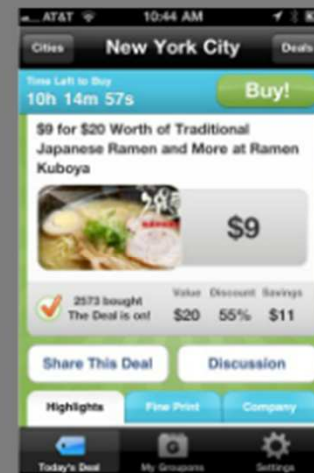 AT&T 10:44 AM
Cities New York City Deals
Time Left to Buy
10h 14m 57s
Buy!
$9 for $20 Worth of Traditional
Japanese Ramen and More at Ramen
Kuboya
$9
2573 bought
The Deal is on!
Value Discount Savings
$20 55% $11
Share This Deal Discussion
Highlights Fine Print Company
Today's Deal My Groupons Settings